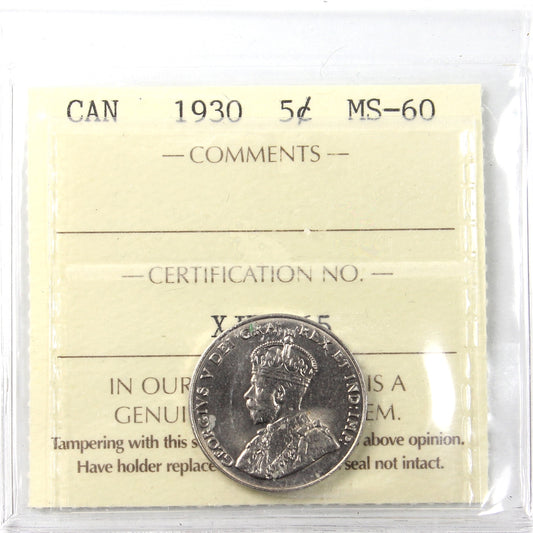 CAN 1930 5¢ MS-60
— COMMENTS —
— CERTIFICATION NO. —
IN OUR IS A
GENUI EM.
Tampering with this s above opinion.
Have holder replace seal not intact.
GEORGIVS V DEI GRA: REX ET IND: IMP: